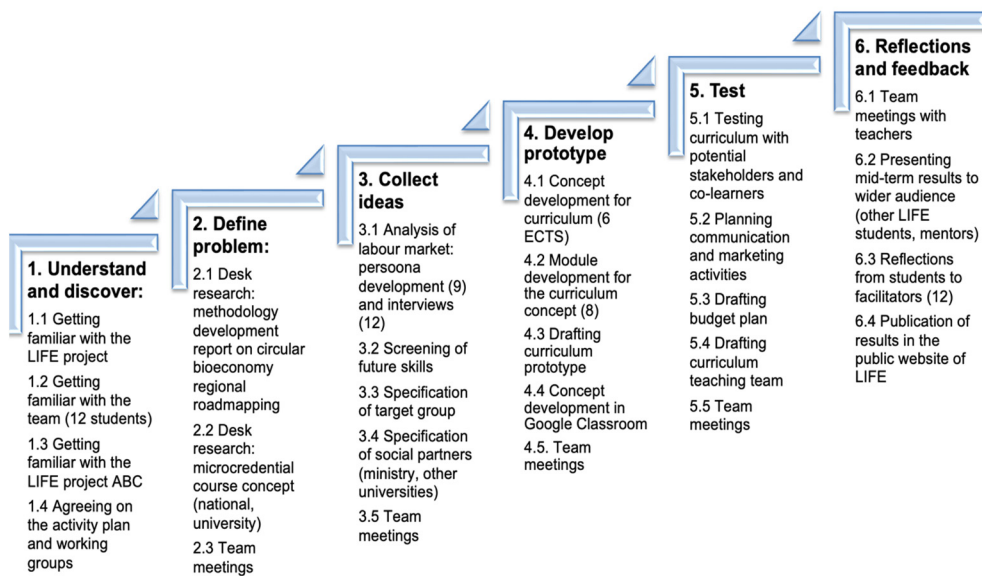 1. Understand
and discover:
1.1 Getting
familiar with the
LIFE project
1.2 Getting
familiar with the
team (12 students)
1.3 Getting
familiar with the
LIFE project ABC
1.4 Agreeing on
the activity plan
and working
groups
2. Define
problem:
2.1 Desk
research:
methodology
development
report on circular
bioeconomy
regional
roadmapping
2.2 Desk
research:
microcredential
course concept
(national,
university)
2.3 Team
meetings
3. Collect
ideas
3.1 Analysis of
labour market:
persoona
development (9)
and interviews
(12)
3.2 Screening of
future skills
3.3 Specification
of target group
3.4 Specification
of social partners
(ministry, other
universities)
3.5 Team
meetings
4. Develop
prototype
4.1 Concept
development for
curriculum (6
ECTS)
4.2 Module
development for
the curriculum
concept (8)
4.3 Drafting
curriculum
prototype
4.4 Concept
development in
Google Classroom
4.5. Team
meetings
5. Test
5.1 Testing
curriculum with
potential
stakeholders and
co-learners
5.2 Planning
communication
and marketing
activities
5.3 Drafting
budget plan
5.4 Drafting
curriculum
teaching team
5.5 Team
meetings
6. Reflections
and feedback
6.1 Team
meetings with
teachers
6.2 Presenting
mid-term results to
wider audience
(other LIFE
students, mentors)
6.3 Reflections
from students to
facilitators (12)
6.4 Publication of
results in the
public website of
LIFE